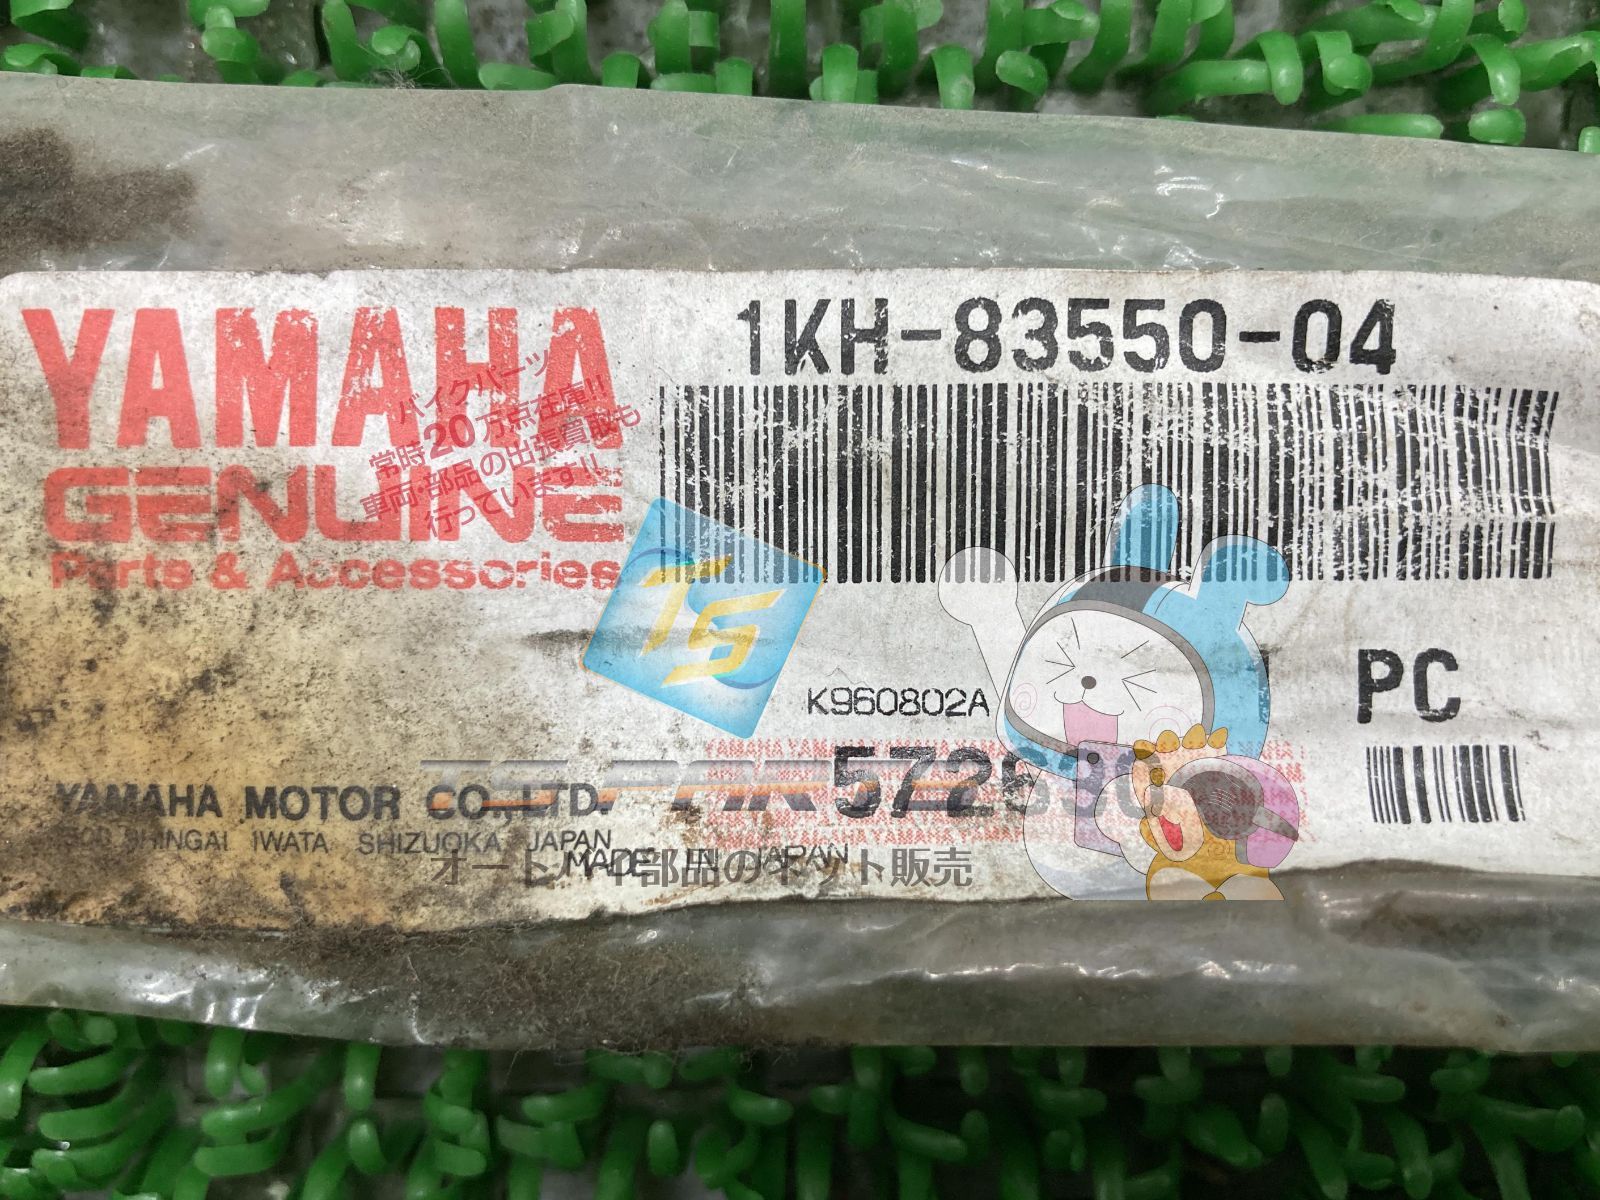 YAMAHA
GENUINE
Parts & Accessories
1KH-83550-04
バイクパーツ
常時20万点在庫!!
車両・部品の出張買取も
行っています!!
TS
PC
K960802A
YAMAHA MOTOR CO.,LTD.
SHINGAI IWATA SHIZUOKA JAPAN
MADE IN JAPAN
TS PARTS
オートバイ部品のネット販売